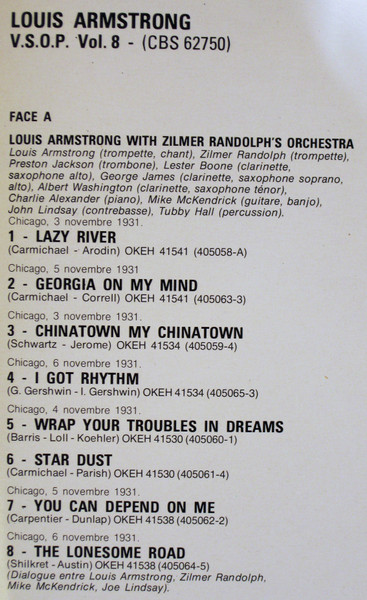 LOUIS ARMSTRONG
V.S.O.P. Vol. 8 - (CBS 62750)
FACE A
LOUIS ARMSTRONG WITH ZILMER RANDOLPH'S ORCHESTRA
Louis Armstrong (trompette, chant), Zilmer Randolph (trompette),
Preston Jackson (trombone), Lester Boone (clarinette,
saxophone alto), George James (clarinette, saxophone soprano,
alto), Albert Washington (clarinette, saxophone ténor),
Charlie Alexander (piano), Mike McKendrick (guitare, banjo),
John Lindsay (contrebasse), Tubby Hall (percussion).
Chicago, 3 novembre 1931.
1 - LAZY RIVER
(Carmichael - Arodin) OKEH 41541 (405058-A)
Chicago, 5 novembre 1931
2 - GEORGIA ON MY MIND
(Carmichael - Correll) OKEH 41541 (405063-3)
Chicago, 3 novembre 1931.
3 - CHINATOWN MY CHINATOWN
(Schwartz - Jerome) OKEH 41534 (405059-4)
Chicago, 6 novembre 1931.
4 - I GOT RHYTHM
(G. Gershwin - I. Gershwin) OKEH 41534 (405065-3)
Chicago, 4 novembre 1931.
5 - WRAP YOUR TROUBLES IN DREAMS
(Barris - Loll - Koehler) OKEH 41530 (405060-1)
6 - STAR DUST
(Carmichael - Parish) OKEH 41530 (405061-4)
Chicago, 5 novembre 1931.
7 - YOU CAN DEPEND ON ME
(Carpentier - Dunlap) OKEH 41538 (405062-2)
Chicago, 6 novembre 1931.
8 - THE LONESOME ROAD
(Shilkret - Austin) OKEH 41538 (405064-5)
(Dialogue entre Louis Armstrong, Zilmer Randolph,
Mike McKendrick, Joe Lindsay).